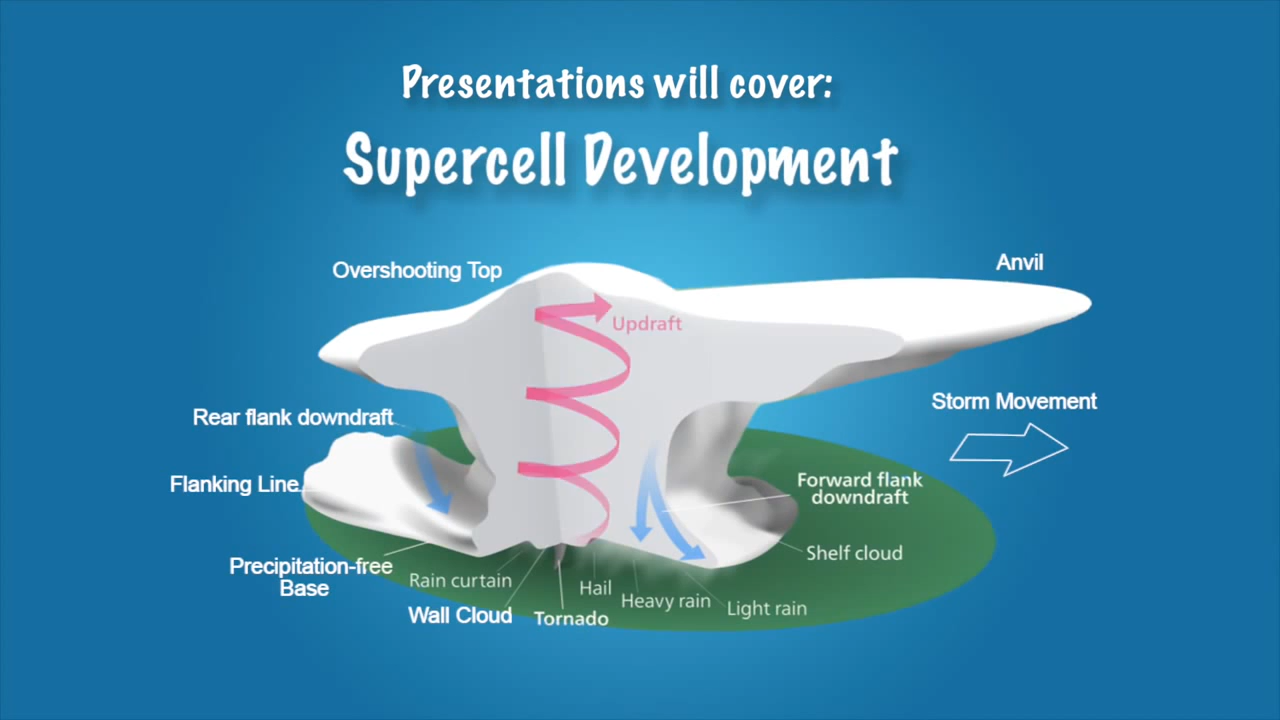 Presentations will cover:
Supercell Development
Overshooting Top
Anvil
Updraft
Storm Movement
Rear flank downdraft
Flanking Line
Forward flank
downdraft
Shelf cloud
Precipitation-free
Base
Rain curtain
Hail
Heavy rain
Light rain
Wall Cloud
Tornado